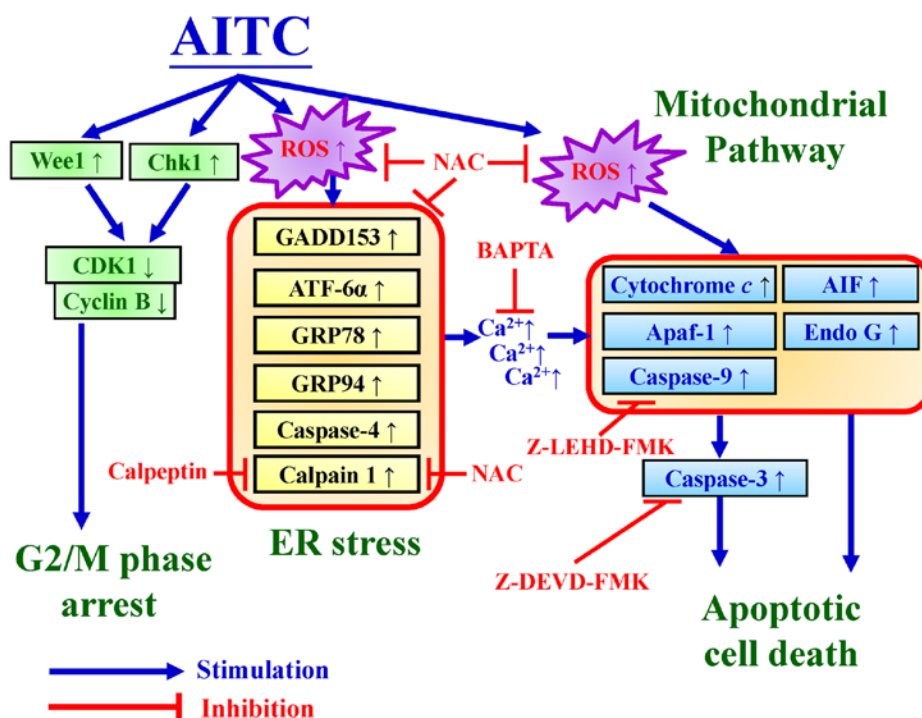 AITC
Mitochondrial
Pathway
Wee1 ↑
Chk1 ↑
ROS ↑
NAC
ROS ↑
GADD153 ↑
ATF-6α ↑
GRP78 ↑
GRP94 ↑
Caspase-4 ↑
Calpain 1 ↑
CDK1 ↓
Cyclin B ↓
BAPTA
Ca²⁺↑
Ca²⁺↑
Ca²⁺↑
Cytochrome c ↑
AIF ↑
Apaf-1 ↑
Endo G ↑
Caspase-9 ↑
Z-LEHD-FMK
Calpeptin
NAC
Caspase-3 ↑
ER stress
G2/M phase
arrest
Z-DEVD-FMK
Apoptotic
cell death
Stimulation
Inhibition